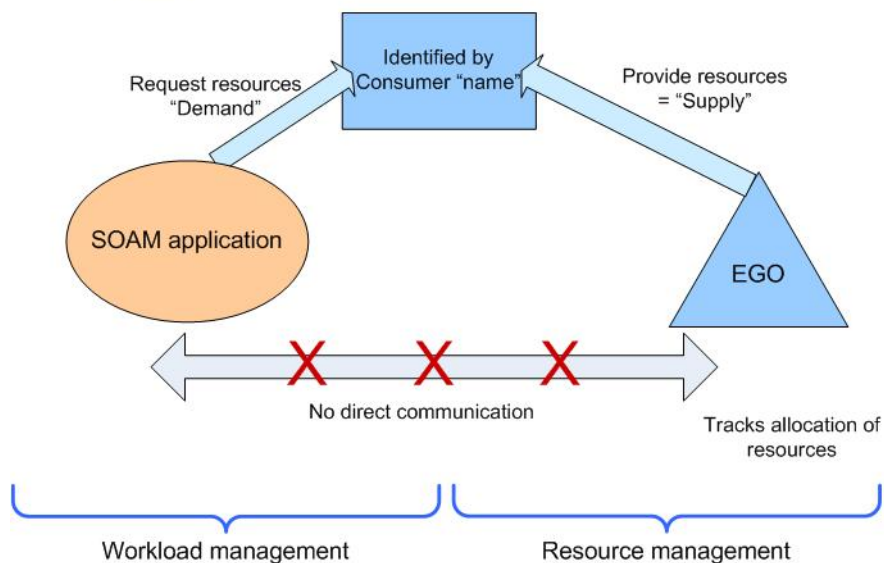 Identified by
Consumer “name”
Request resources
“Demand”
Provide resources
= “Supply”
SOAM application
EGO
X X X
No direct communication
Tracks allocation of
resources
Workload management
Resource management